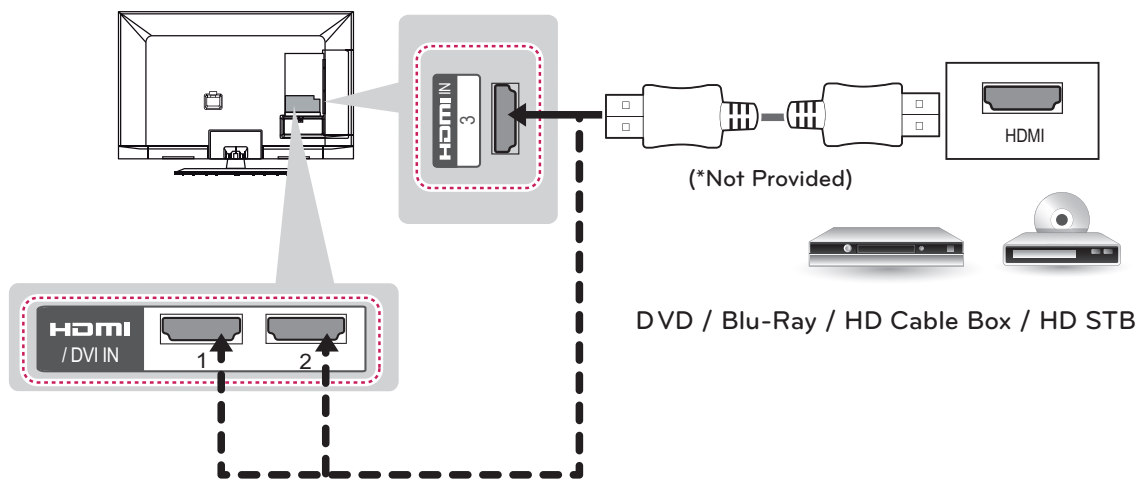 HDMI IN
3
HDMI
(*Not Provided)
DVD / Blu-Ray / HD Cable Box / HD STB
HDMI
/ DVI IN
1
2